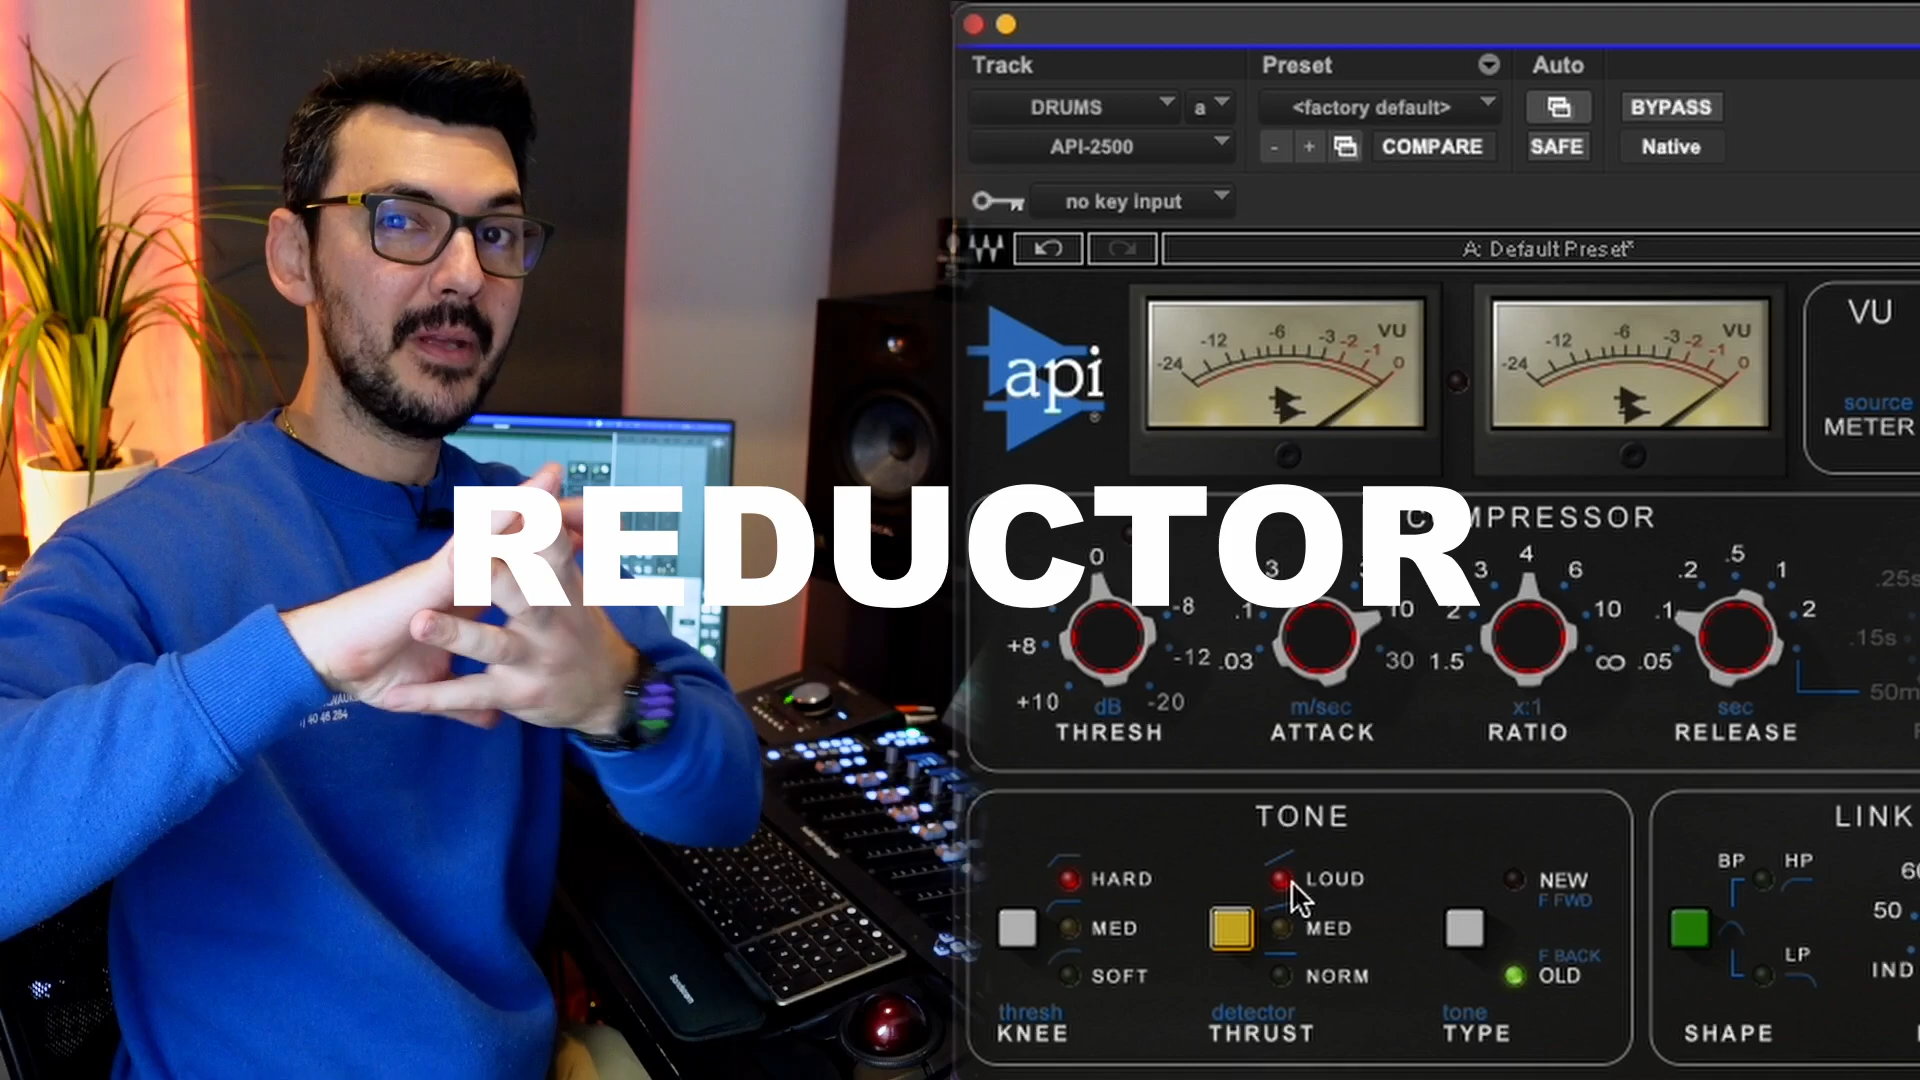 Track
Preset
Auto
DRUMS
a
<factory default>
BYPASS
API-2500
- +
COMPARE
SAFE
Native
no key input
A: Default Preset*
api
-24 -12 -6 -3 -2 -1 0 VU
-24 -12 -6 -3 -2 -1 0 VU
VU
source
METER
REDUCTOR
0 -8 -12 -20 +8 +10
dB
THRESH
.03 .1 .3 10 30
m/sec
ATTACK
1.5 2 3 4 6 10 ∞
x:1
RATIO
.05 .1 .2 .5 1 2
sec
RELEASE
.25s
.15s
50m
TONE
HARD
MED
SOFT
thresh
KNEE
LOUD
MED
NORM
detector
THRUST
NEW
F FWD
F BACK
OLD
tone
TYPE
LINK
BP
HP
LP
SHAPE
60
50
IND
40 46 284